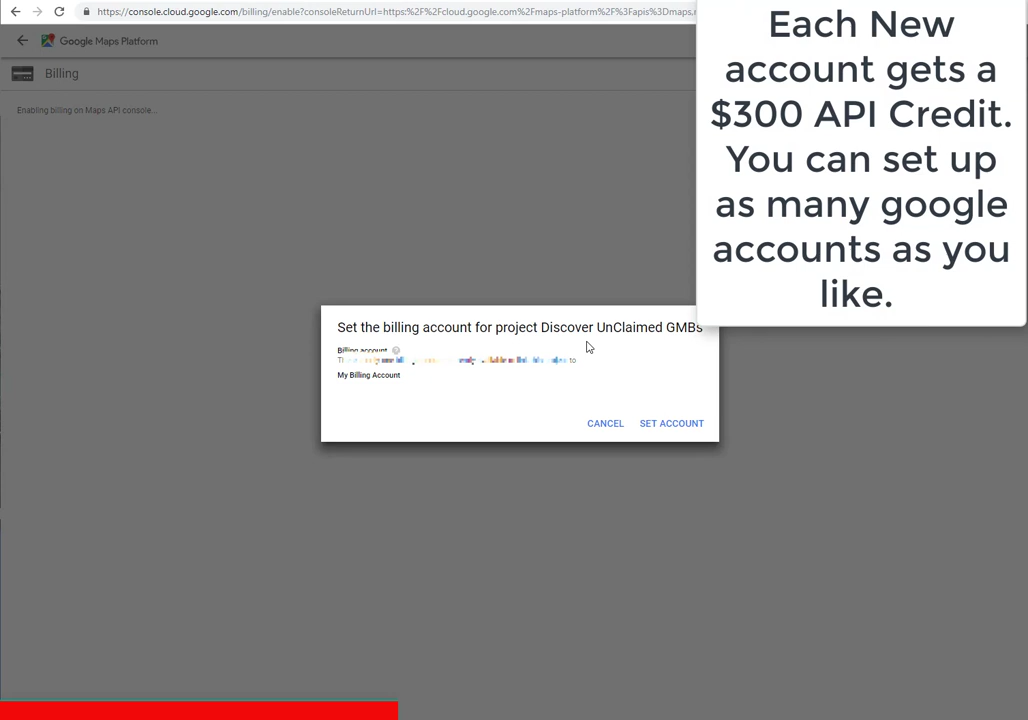 https://console.cloud.google.com/billing/enable?consoleReturnUrl=https:%2F%2Fcloud.google.com%2Fmaps-platform%2F%3Fapis%3Dmaps.r
Google Maps Platform
Billing
Enabling billing on Maps API console...
Each New
account gets a
$300 API Credit.
You can set up
as many google
accounts as you
like.
Set the billing account for project Discover UnClaimed GMBs
Billing account
to
My Billing Account
CANCEL SET ACCOUNT